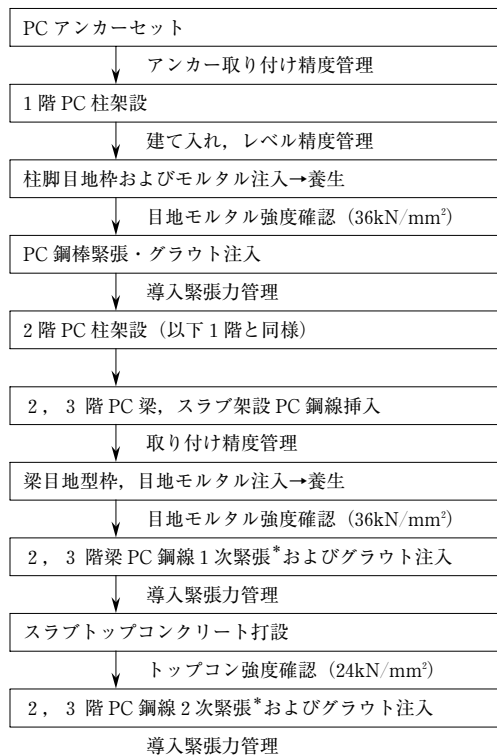 PC アンカーセット
アンカー取り付け精度管理
1 階 PC 柱架設
建て入れ，レベル精度管理
柱脚目地枠およびモルタル注入→養生
目地モルタル強度確認（36kN/mm²）
PC 鋼棒緊張・グラウト注入
導入緊張力管理
2 階 PC 柱架設（以下 1 階と同様）
2 ， 3 階 PC 梁，スラブ架設 PC 鋼線挿入
取り付け精度管理
梁目地型枠，目地モルタル注入→養生
目地モルタル強度確認（36kN/mm²）
2 ， 3 階梁 PC 鋼線 1 次緊張*およびグラウト注入
導入緊張力管理
スラブトップコンクリート打設
トップコン強度確認（24kN/mm²）
2 ， 3 階 PC 鋼線 2 次緊張*およびグラウト注入
導入緊張力管理